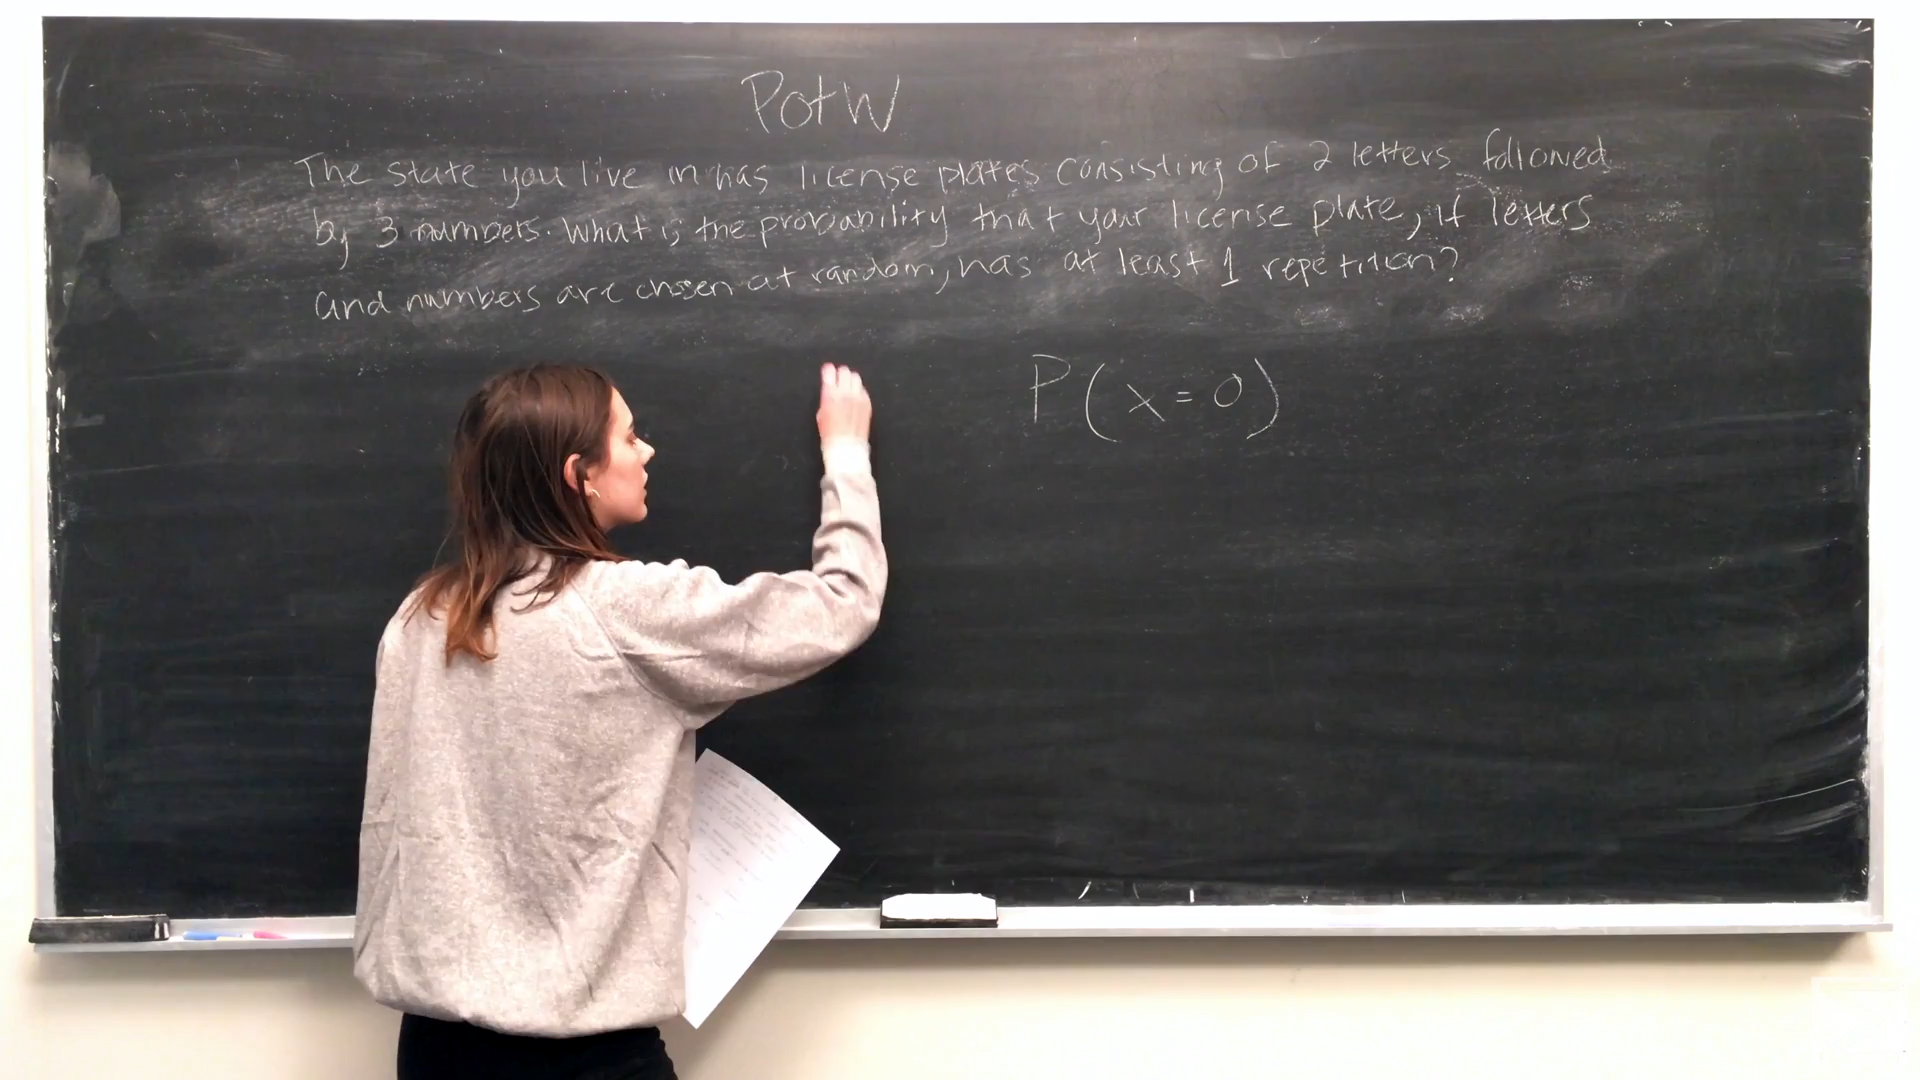 PotW
The state you live in has license plates consisting of 2 letters followed
by 3 numbers. What is the probability that your license plate, if letters
and numbers are chosen at random, has at least 1 repetition?
P(x=0)